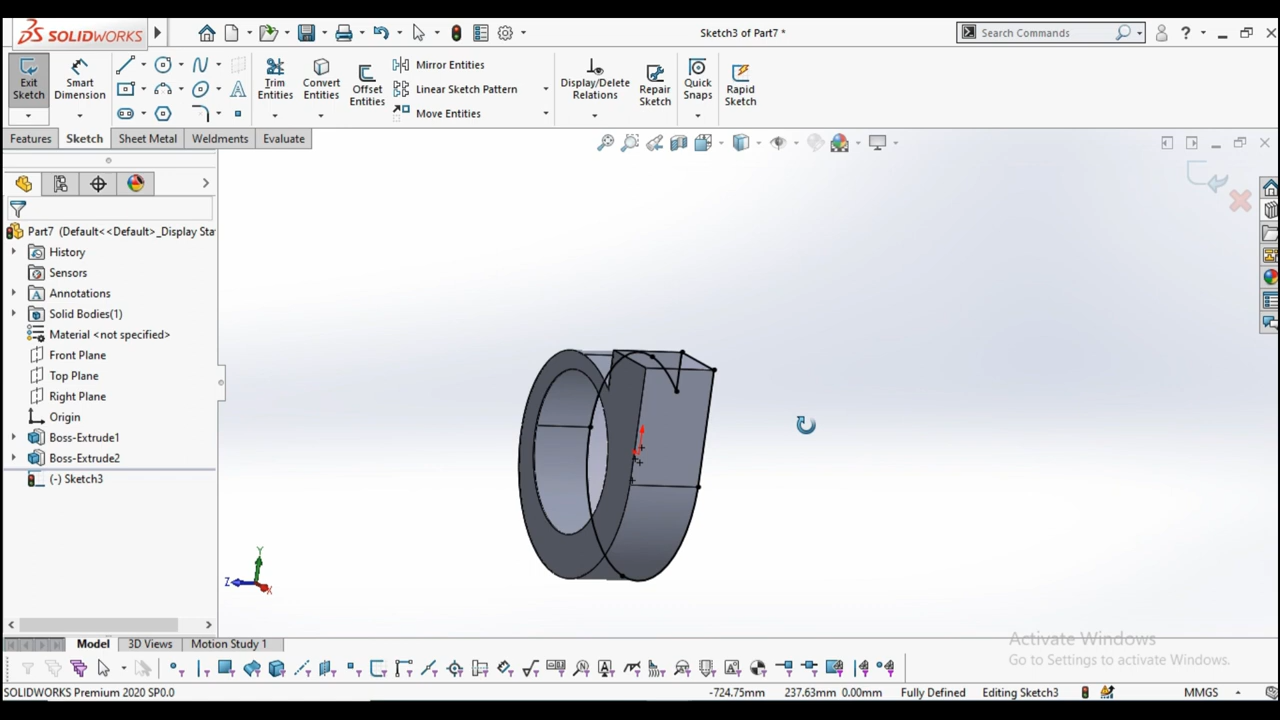 SOLIDWORKS
Sketch3 of Part7 *
Search Commands
?
Exit Sketch
Smart Dimension
Trim Entities
Convert Entities
Offset Entities
Mirror Entities
Linear Sketch Pattern
Move Entities
Display/Delete Relations
Repair Sketch
Quick Snaps
Rapid Sketch
Features Sketch Sheet Metal Weldments Evaluate
Part7 (Default<<Default>_Display Sta
History
Sensors
Annotations
Solid Bodies(1)
Material <not specified>
Front Plane
Top Plane
Right Plane
Origin
Boss-Extrude1
Boss-Extrude2
(-) Sketch3
Y
Z
X
Activate Windows
Go to Settings to activate Windows.
Model 3D Views Motion Study 1
SOLIDWORKS Premium 2020 SP0.0
-724.75mm 237.63mm 0.00mm Fully Defined Editing Sketch3 MMGS